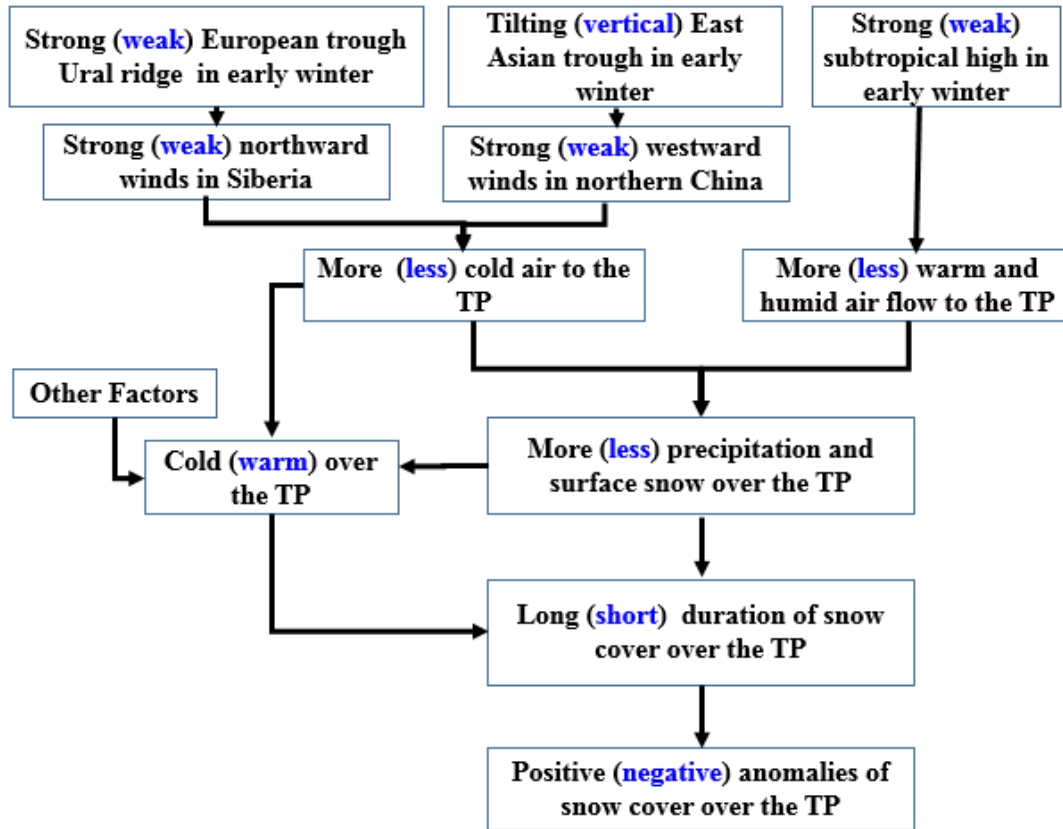 Strong (weak) European trough
Ural ridge in early winter
Tilting (vertical) East
Asian trough in early
winter
Strong (weak)
subtropical high in
early winter
Strong (weak) northward
winds in Siberia
Strong (weak) westward
winds in northern China
More (less) cold air to the
TP
More (less) warm and
humid air flow to the TP
Other Factors
Cold (warm) over
the TP
More (less) precipitation and
surface snow over the TP
Long (short) duration of snow
cover over the TP
Positive (negative) anomalies of
snow cover over the TP